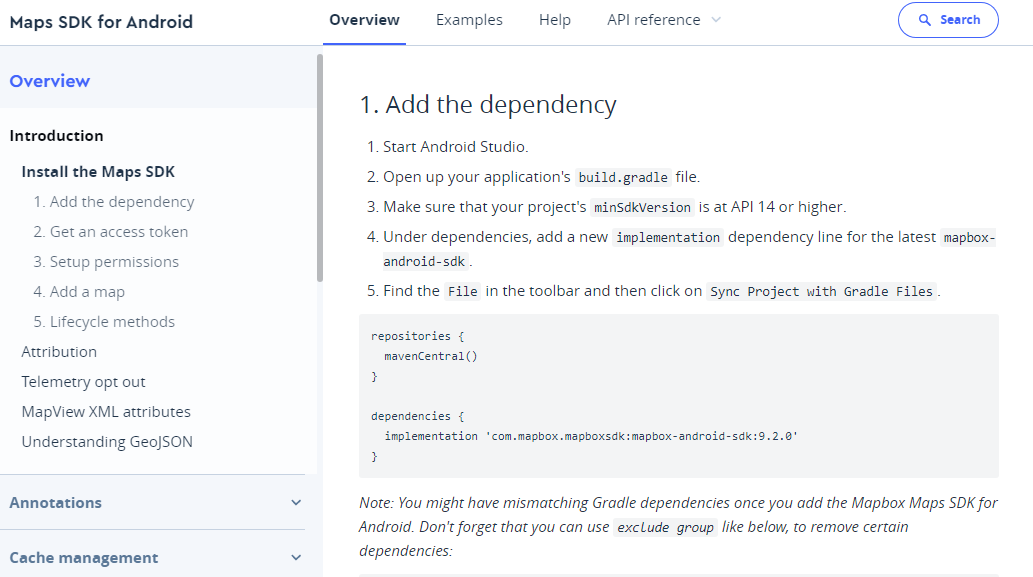 Maps SDK for Android
Overview
Examples
Help
API reference
Search
Overview
Introduction
Install the Maps SDK
1. Add the dependency
2. Get an access token
3. Setup permissions
4. Add a map
5. Lifecycle methods
Attribution
Telemetry opt out
MapView XML attributes
Understanding GeoJSON
Annotations
Cache management
1. Add the dependency
1. Start Android Studio.
2. Open up your application's build.gradle file.
3. Make sure that your project's minSdkVersion is at API 14 or higher.
4. Under dependencies, add a new implementation dependency line for the latest mapbox-
android-sdk.
5. Find the File in the toolbar and then click on Sync Project with Gradle Files.
repositories {
  mavenCentral()
}
dependencies {
  implementation 'com.mapbox.mapboxsdk:mapbox-android-sdk:9.2.0'
}
Note: You might have mismatching Gradle dependencies once you add the Mapbox Maps SDK for
Android. Don't forget that you can use exclude group like below, to remove certain
dependencies: